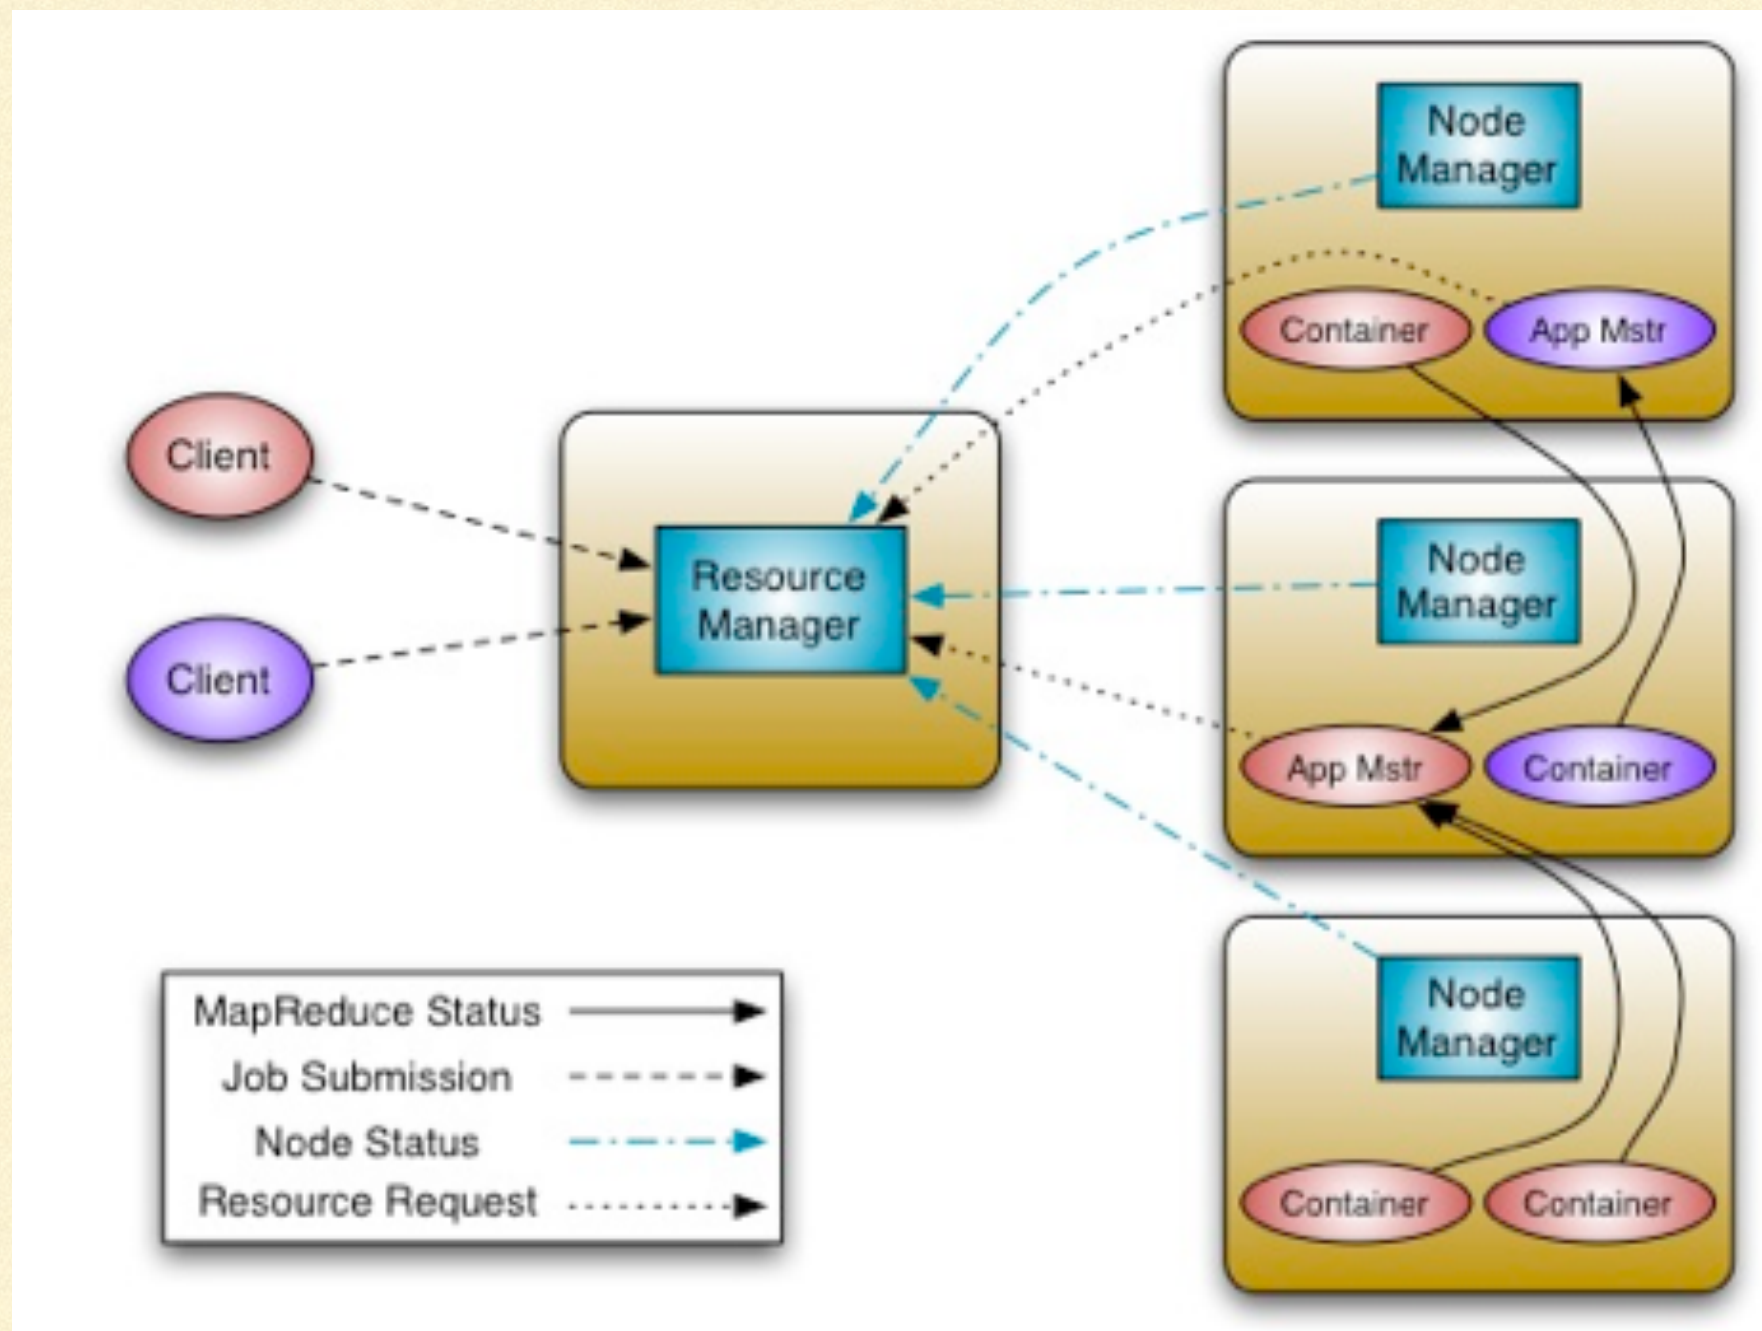 Client
Client
Resource
Manager
Node
Manager
Container
App Mstr
Node
Manager
App Mstr
Container
Node
Manager
Container
Container
MapReduce Status
Job Submission
Node Status
Resource Request